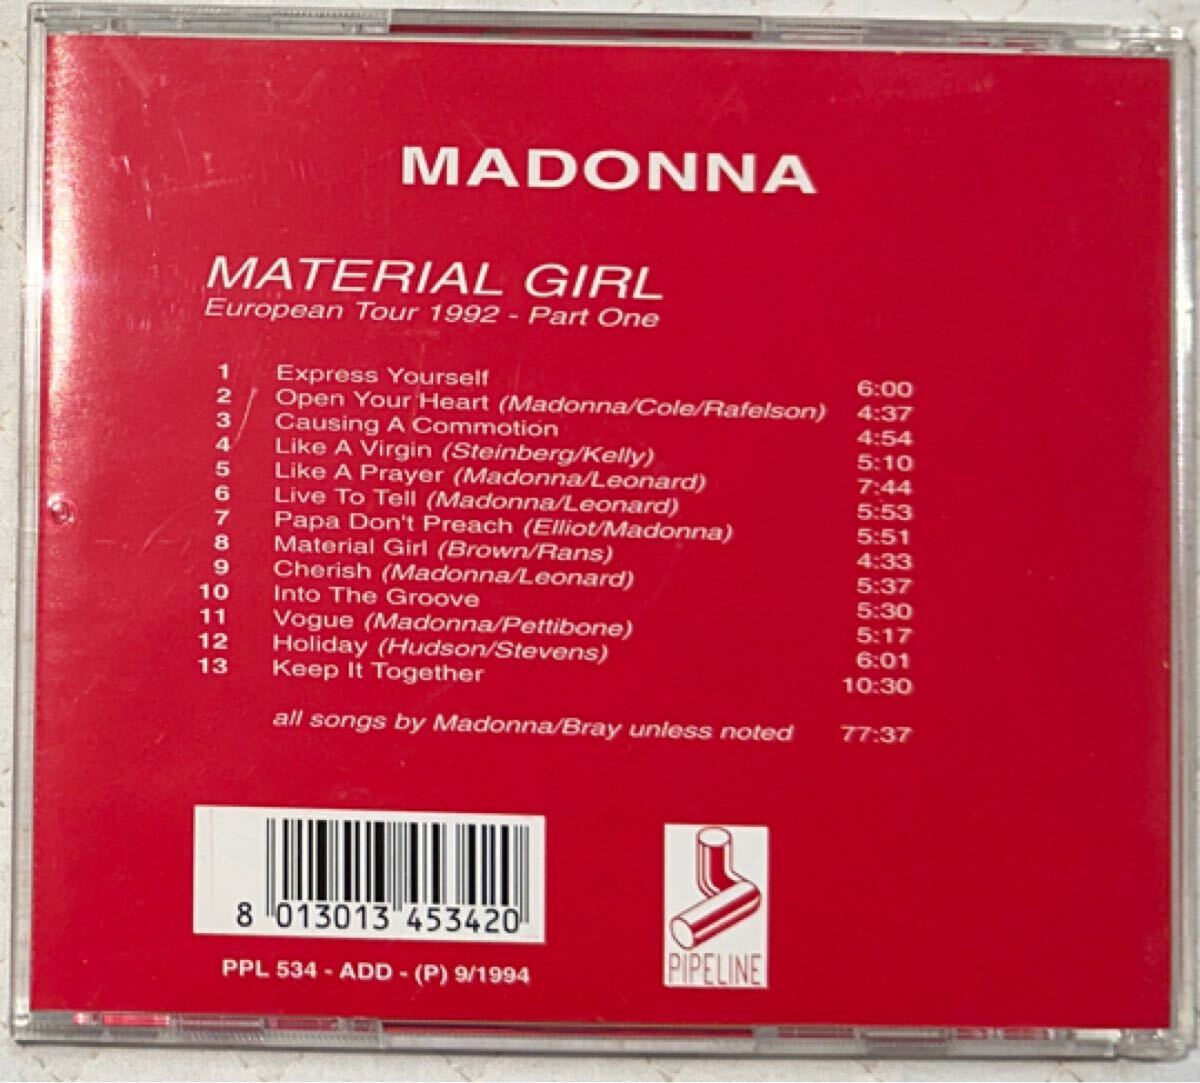 MADONNA
MATERIAL GIRL
European Tour 1992 - Part One
1 Express Yourself 6:00
2 Open Your Heart (Madonna/Cole/Rafelson) 4:37
3 Causing A Commotion 4:54
4 Like A Virgin (Steinberg/Kelly) 5:10
5 Like A Prayer (Madonna/Leonard) 7:44
6 Live To Tell (Madonna/Leonard) 5:53
7 Papa Don't Preach (Elliot/Madonna) 5:51
8 Material Girl (Brown/Rans) 4:33
9 Cherish (Madonna/Leonard) 5:37
10 Into The Groove 5:30
11 Vogue (Madonna/Pettibone) 5:17
12 Holiday (Hudson/Stevens) 6:01
13 Keep It Together 10:30
all songs by Madonna/Bray unless noted 77:37
8 013013 453420
PPL 534 - ADD - (P) 9/1994
PIPELINE